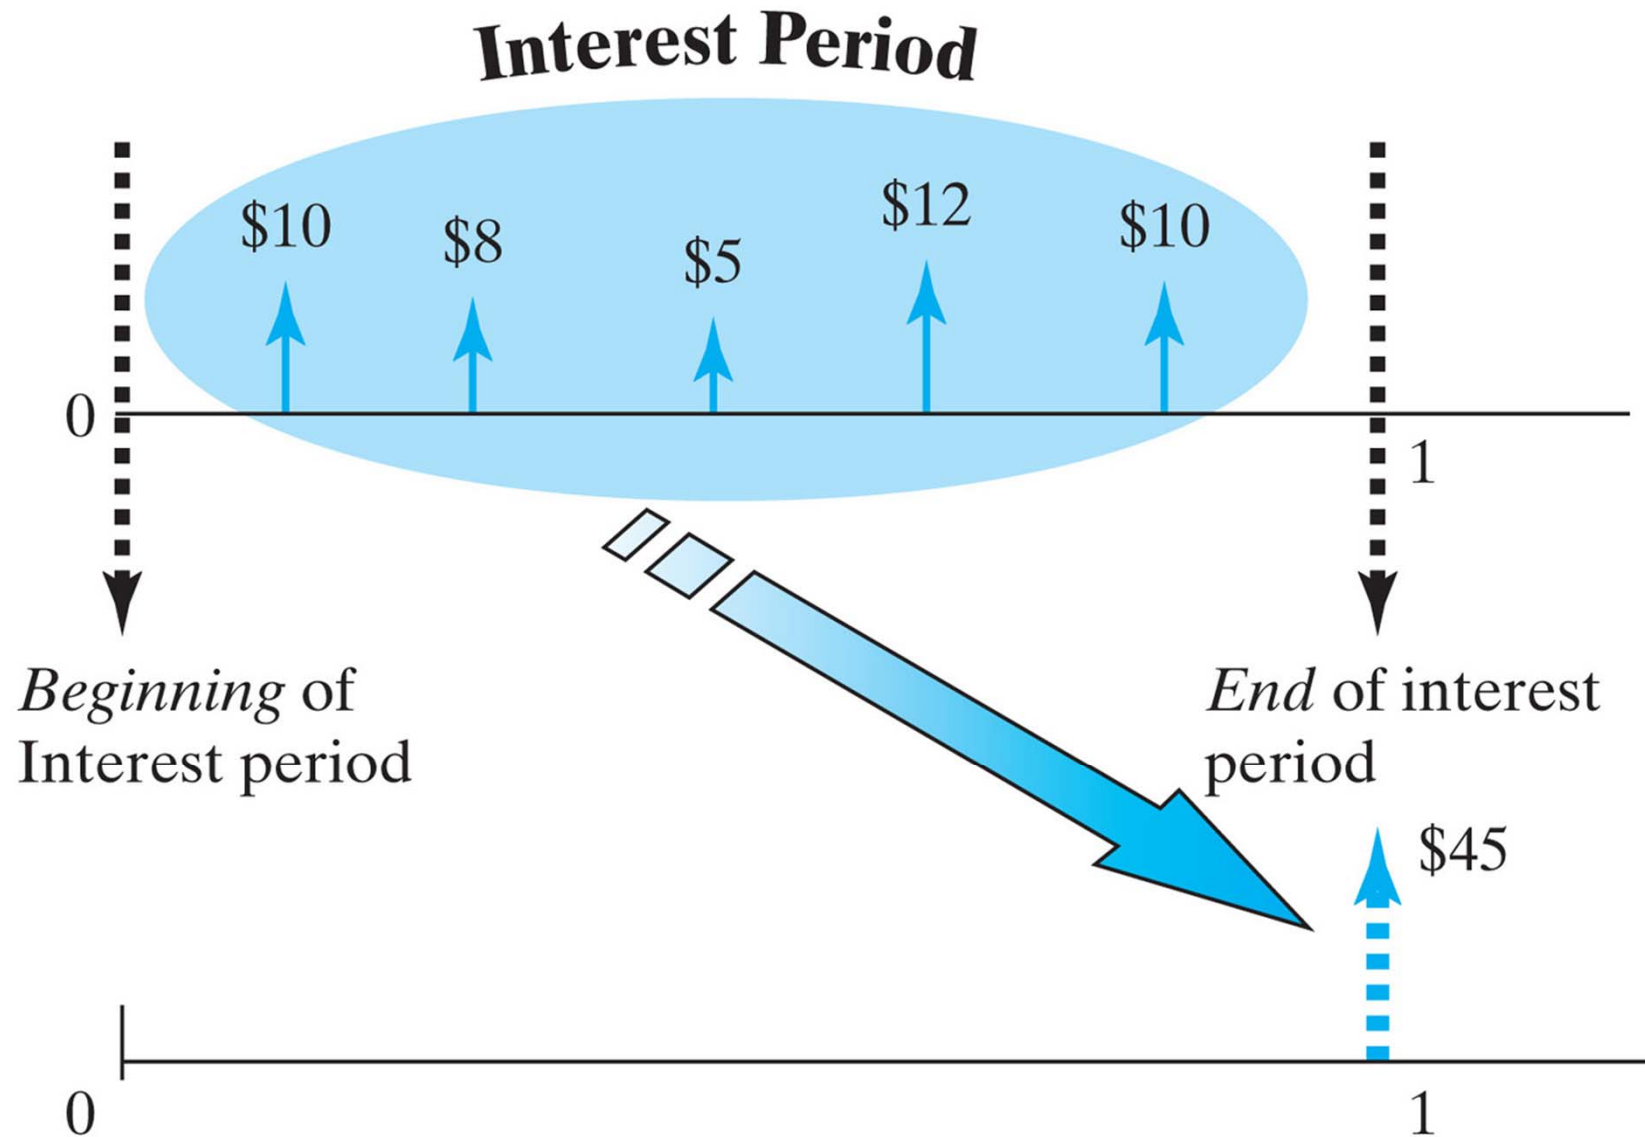 Interest Period
$10 $8 $5 $12 $10
0
1
Beginning of
Interest period
End of interest
period
$45
0 1